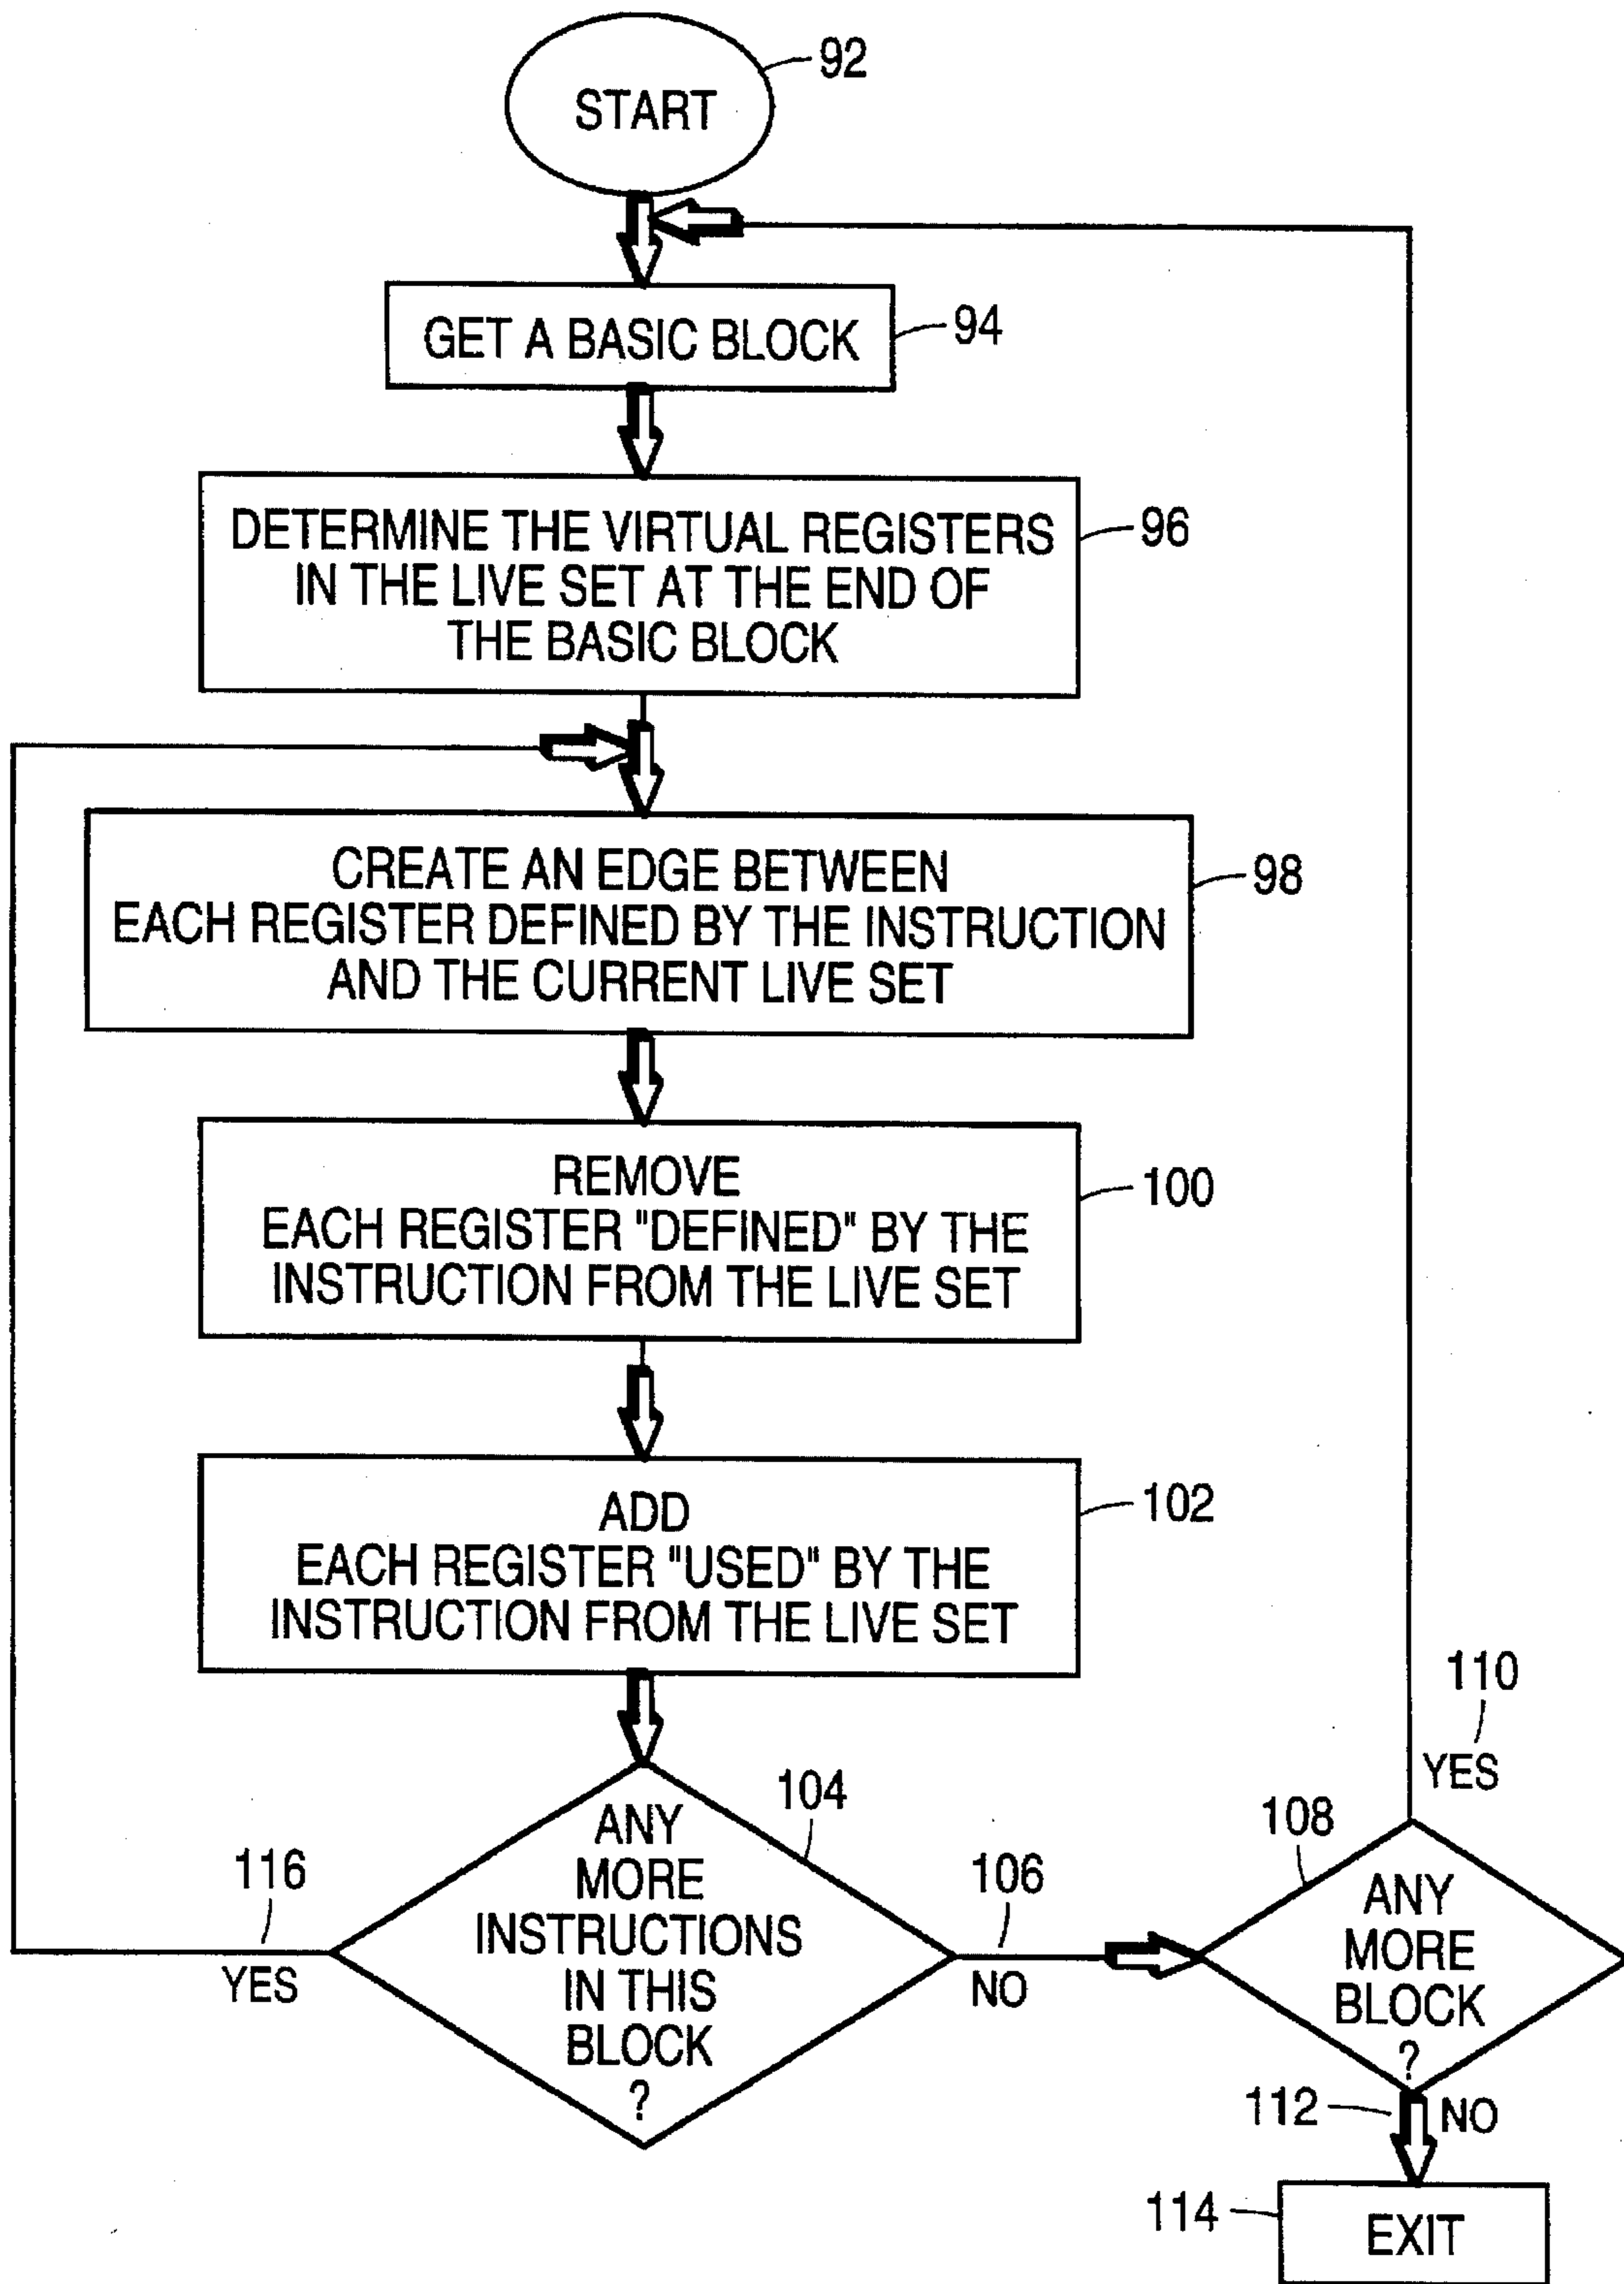 92
START
GET A BASIC BLOCK
94
DETERMINE THE VIRTUAL REGISTERS
IN THE LIVE SET AT THE END OF
THE BASIC BLOCK
96
CREATE AN EDGE BETWEEN
EACH REGISTER DEFINED BY THE INSTRUCTION
AND THE CURRENT LIVE SET
98
REMOVE
EACH REGISTER "DEFINED" BY THE
INSTRUCTION FROM THE LIVE SET
100
ADD
EACH REGISTER "USED" BY THE
INSTRUCTION FROM THE LIVE SET
102
ANY
MORE
INSTRUCTIONS
IN THIS
BLOCK
?
104
116
YES
106
NO
108
ANY
MORE
BLOCK
?
110
YES
112
NO
114
EXIT